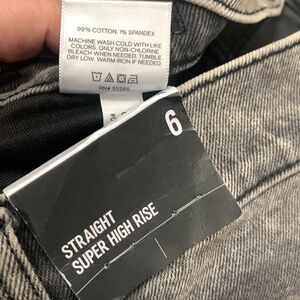 99% COTTON, 1% SPANDEX
MACHINE WASH COLD WITH LIKE
COLORS. ONLY NON-CHLORINE
BLEACH WHEN NEEDED. TUMBLE
DRY LOW. WARM IRON IF NEEDED.
RN# 55285
6
STRAIGHT
SUPER HIGH RISE